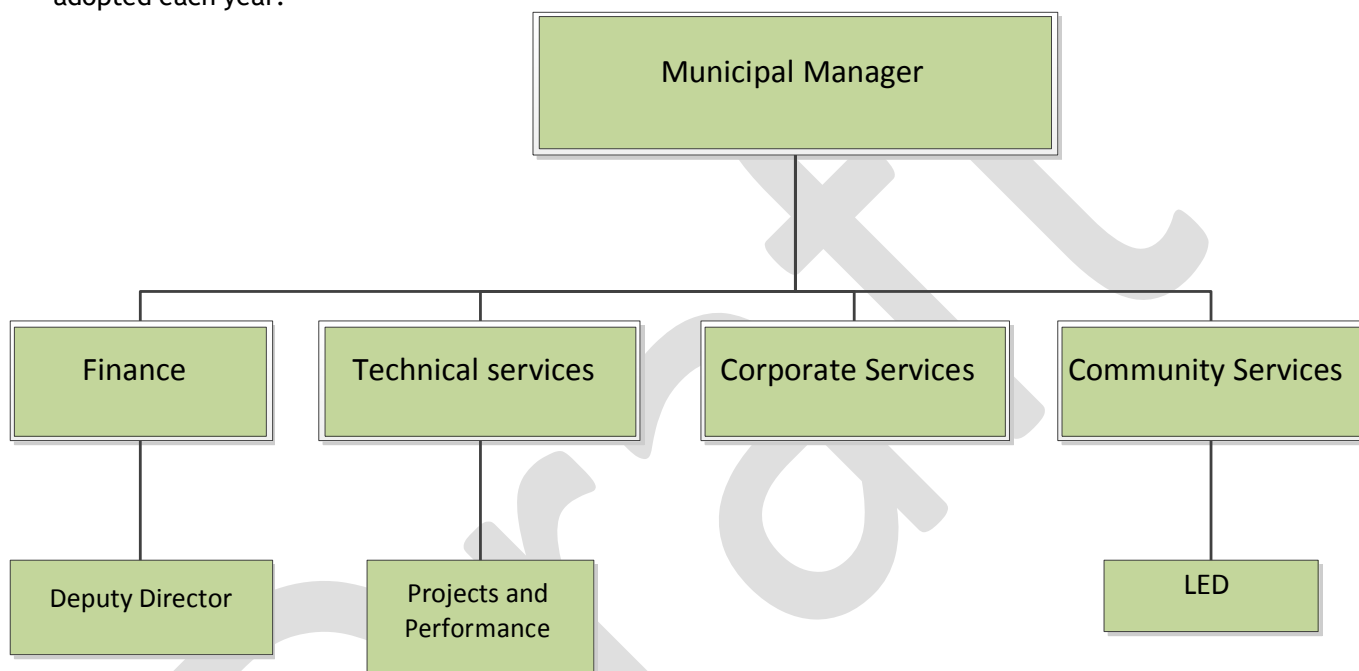 adopted each year.
Municipal Manager
Finance
Technical services
Corporate Services
Community Services
Deputy Director
Projects and
Performance
LED
Draft